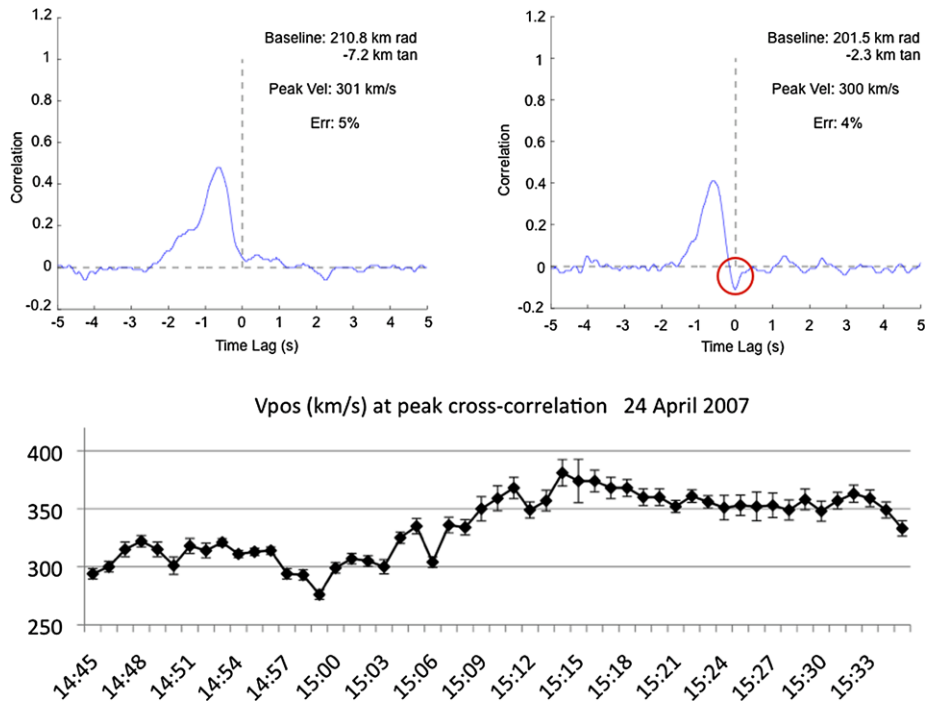 1.2
1
0.8
0.6
0.4
0.2
0
-0.2
Correlation
Baseline: 210.8 km rad
-7.2 km tan
Peak Vel: 301 km/s
Err: 5%
-5 -4 -3 -2 -1 0 1 2 3 4 5
Time Lag (s)
1.2
1
0.8
0.6
0.4
0.2
0
-0.2
Correlation
Baseline: 201.5 km rad
-2.3 km tan
Peak Vel: 300 km/s
Err: 4%
-5 -4 -3 -2 -1 0 1 2 3 4 5
Time Lag (s)
Vpos (km/s) at peak cross-correlation 24 April 2007
400
350
300
250
14:45 14:48 14:51 14:54 14:57 15:00 15:03 15:06 15:09 15:12 15:15 15:18 15:21 15:24 15:27 15:30 15:33